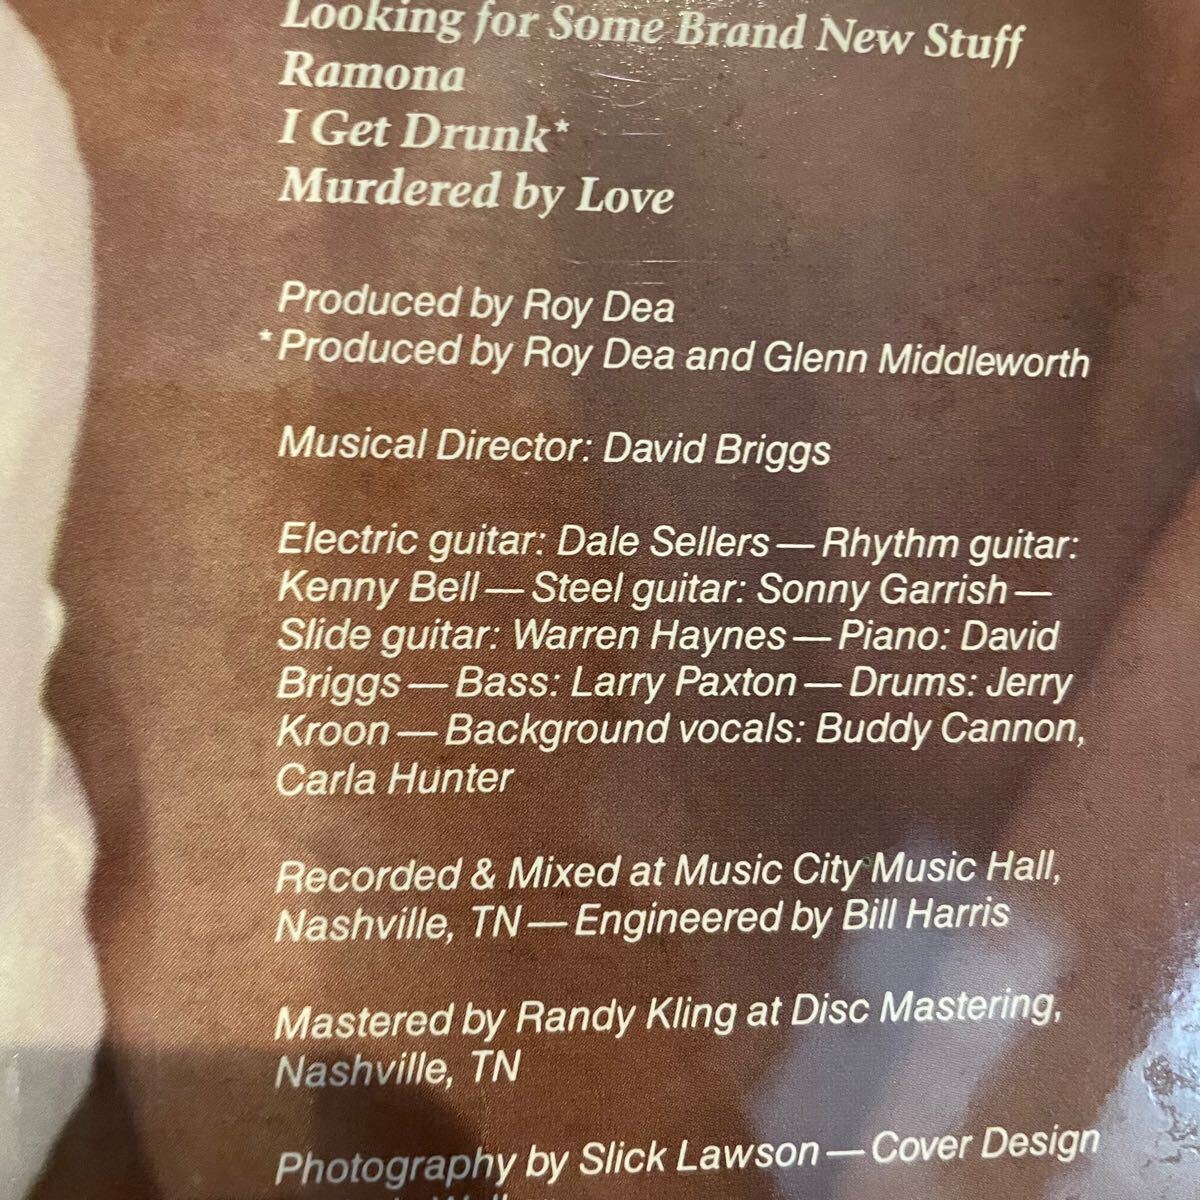 Looking for Some Brand New Stuff
Ramona
I Get Drunk*
Murdered by Love
Produced by Roy Dea
*Produced by Roy Dea and Glenn Middleworth
Musical Director: David Briggs
Electric guitar: Dale Sellers — Rhythm guitar:
Kenny Bell — Steel guitar: Sonny Garrish —
Slide guitar: Warren Haynes — Piano: David
Briggs — Bass: Larry Paxton — Drums: Jerry
Kroon — Background vocals: Buddy Cannon,
Carla Hunter
Recorded & Mixed at Music City Music Hall,
Nashville, TN — Engineered by Bill Harris
Mastered by Randy Kling at Disc Mastering,
Nashville, TN
Photography by Slick Lawson — Cover Design